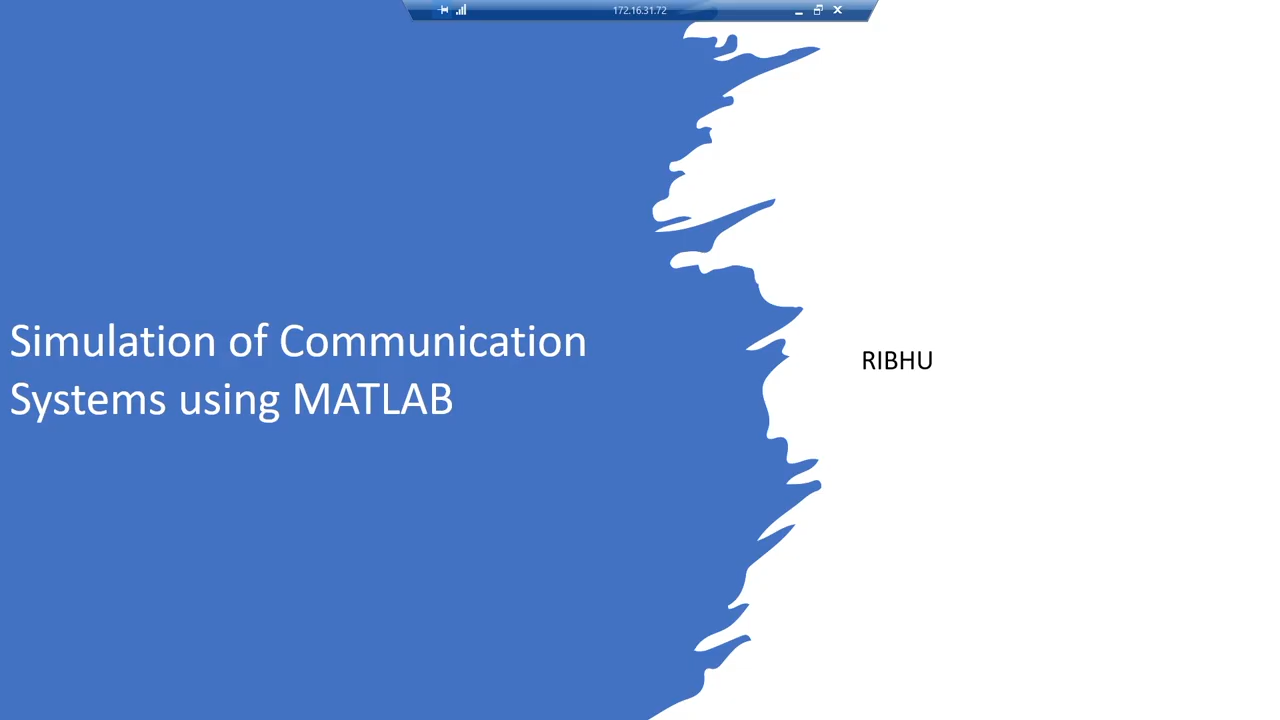 172.16.31.72
Simulation of Communication
Systems using MATLAB
RIBHU